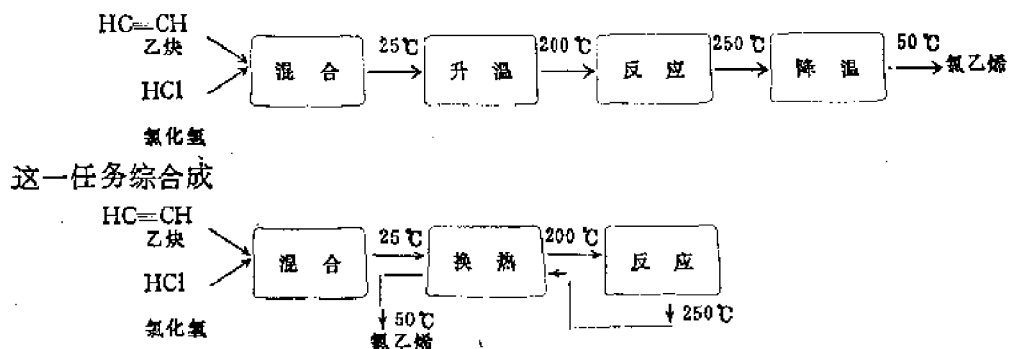 HC≡CH
乙炔
HCl
氯化氢
混合
25℃
升温
200℃
反应
250℃
降温
50℃
氯乙烯
这一任务综合成
HC≡CH
乙炔
HCl
氯化氢
混合
25℃
换热
200℃
反应
250℃
50℃
氯乙烯